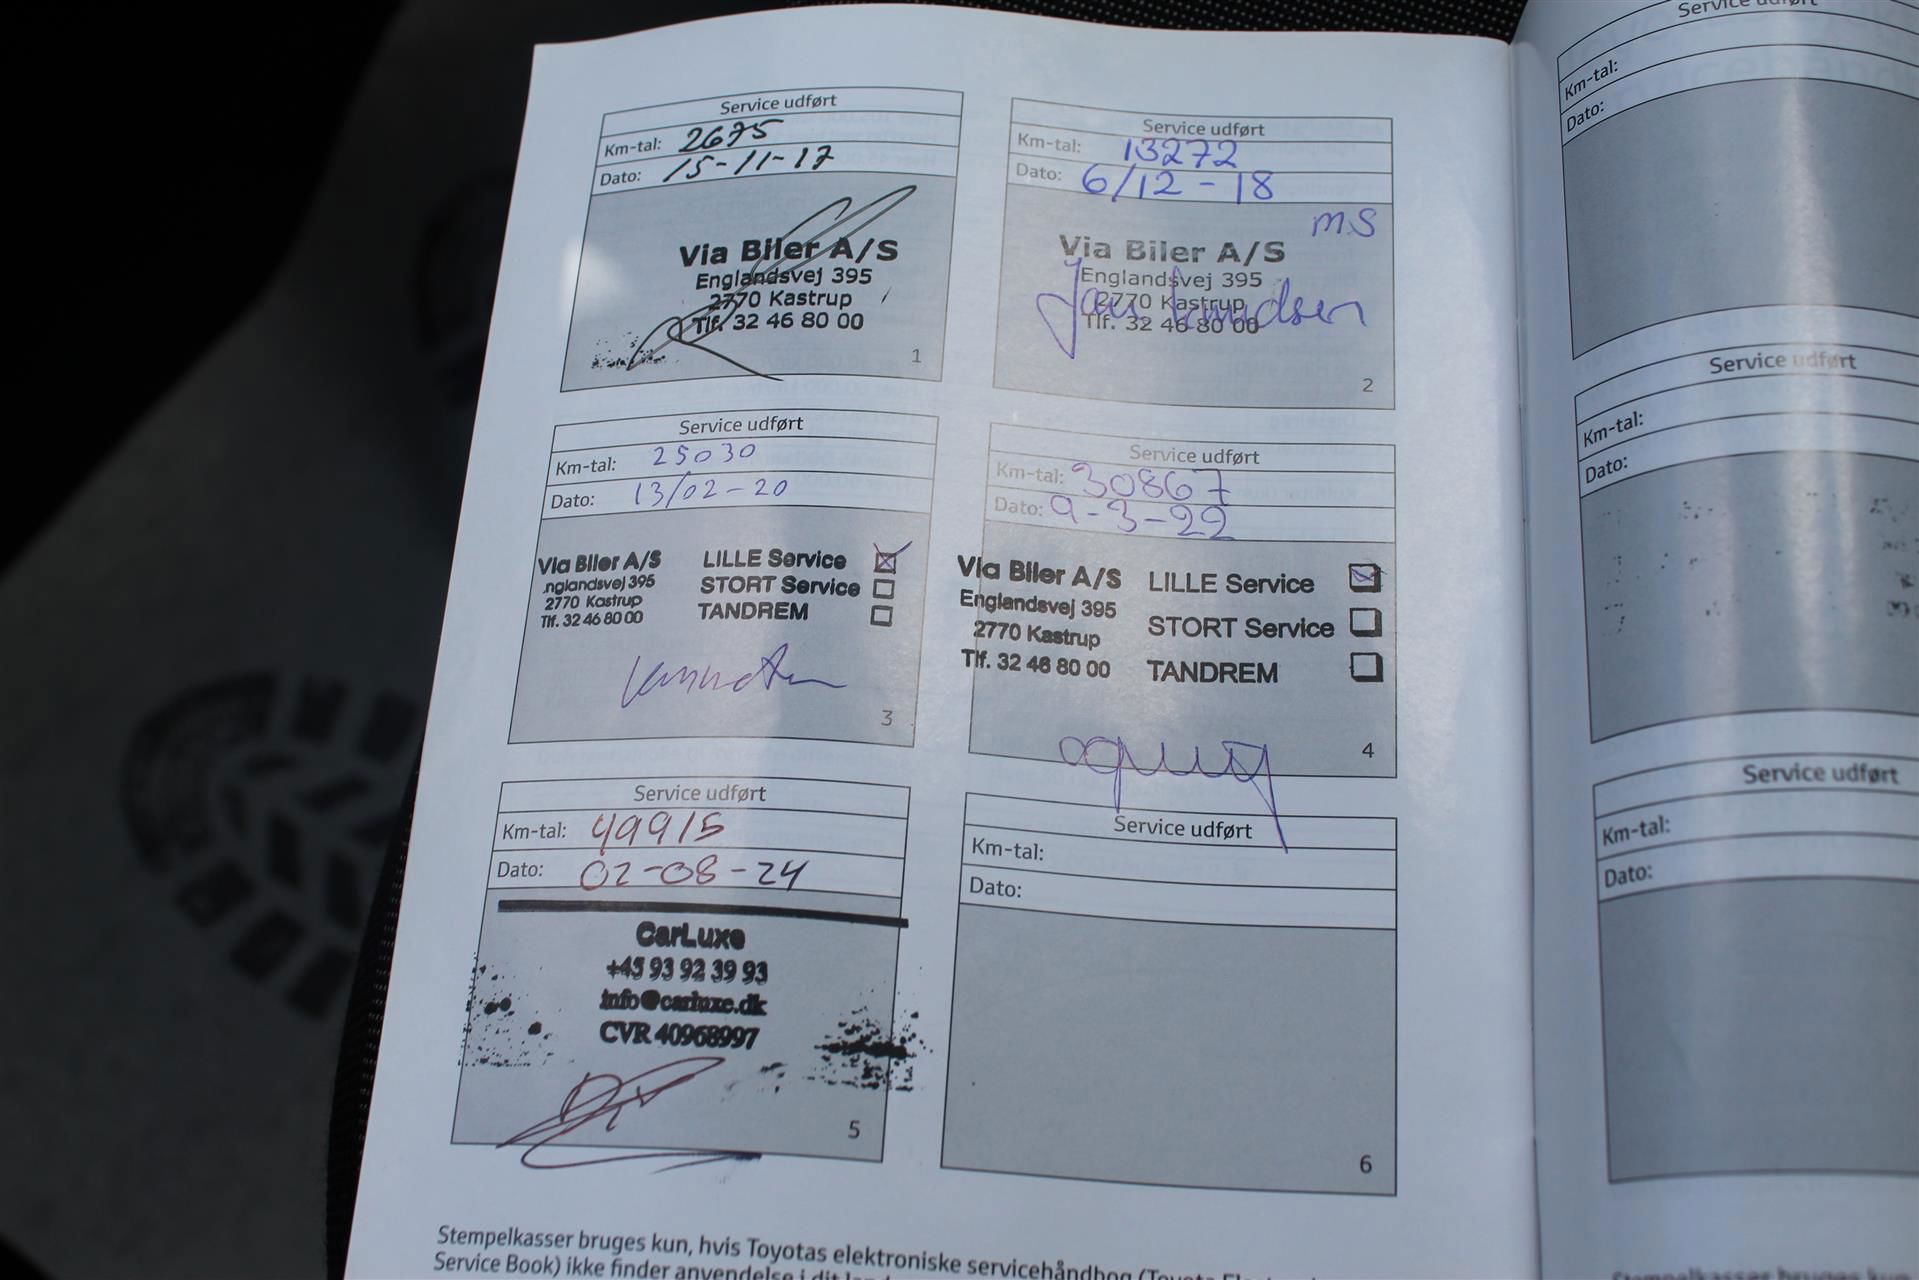 Service udført
Km-tal: 2675
Dato: 15-11-17
Via Biler A/S
Englandsvej 395
2770 Kastrup
Tlf. 32 46 80 00
1
Service udført
Km-tal: 13272
Dato: 6/12-18
m.s
Via Biler A/S
Englandsvej 395
2770 Kastrup
Tlf. 32 46 80 00
2
Service udført
Km-tal: 25030
Dato: 13/02-20
Via Biler A/S LILLE Service
nglandsvej 395 STORT Service
2770 Kastrup TANDREM
Tlf. 32 46 80 00
3
Service udført
Km-tal: 30867
Dato: 9-3-22
Via Biler A/S LILLE Service
Englandsvej 395
2770 Kastrup STORT Service
Tlf. 32 46 80 00 TANDREM
4
Service udført
Km-tal: 49915
Dato: 02-08-24
CarLuxe
+45 93 92 39 93
info@carluxe.dk
CVR 40968997
5
Service udført
Km-tal:
Dato:
6
Stempelkasser bruges kun, hvis Toyotas elektroniske servicehåndbog
Service Book) ikke finder anvendelse i dit
Service udført
Km-tal:
Dato:
Service udført
Km-tal:
Dato:
Service udført
Km-tal:
Dato: